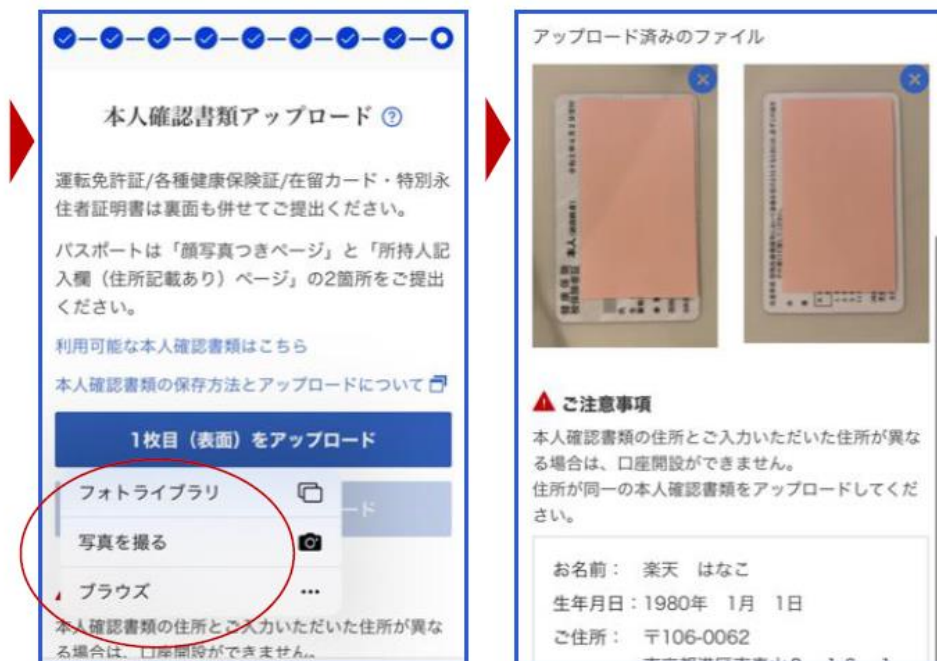 本人確認書類アップロード
運転免許証/各種健康保険証/在留カード・特別永
住者証明書は裏面も併せてご提出ください。
パスポートは「顔写真つきページ」と「所持人記
入欄（住所記載あり）ページ」の2箇所をご提出
ください。
利用可能な本人確認書類はこちら
本人確認書類の保存方法とアップロードについて
1枚目（表面）をアップロード
フォトライブラリ
写真を撮る
ブラウズ
本人確認書類の住所とご入力いただいた住所が異な
る場合は、口座開設ができません。
アップロード済みのファイル
ご注意事項
本人確認書類の住所とご入力いただいた住所が異な
る場合は、口座開設ができません。
住所が同一の本人確認書類をアップロードしてくだ
さい。
お名前： 楽天 はなこ
生年月日：1980年 1月 1日
ご住所： 〒106-0062